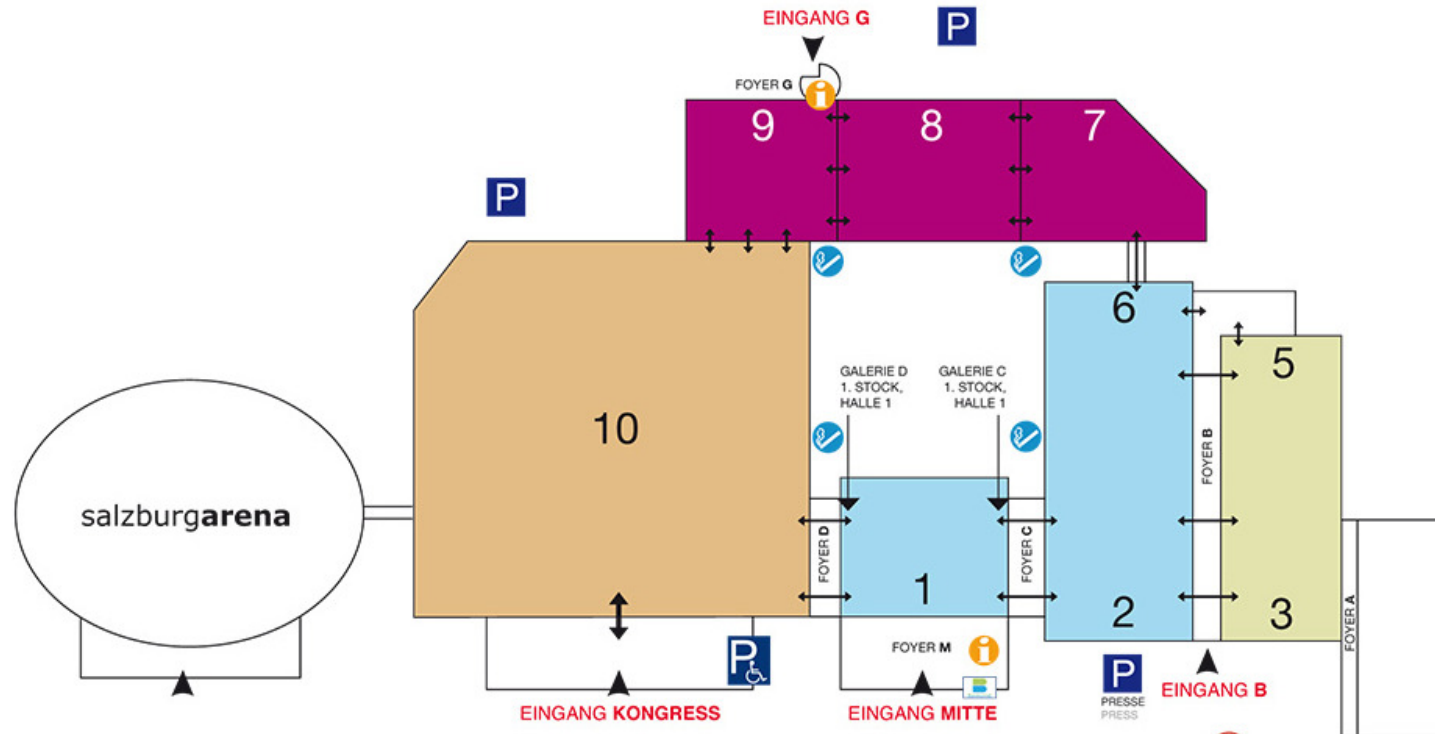 EINGANG G
P
FOYER G
i
9
8
7
P
6
5
GALERIE D
1. STOCK,
HALLE 1
GALERIE C
1. STOCK,
HALLE 1
10
FOYER B
salzburgarena
FOYER D
FOYER C
1
2
3
FOYER A
FOYER M
i
P
P
PRESSE
PRESS
EINGANG B
EINGANG KONGRESS
EINGANG MITTE